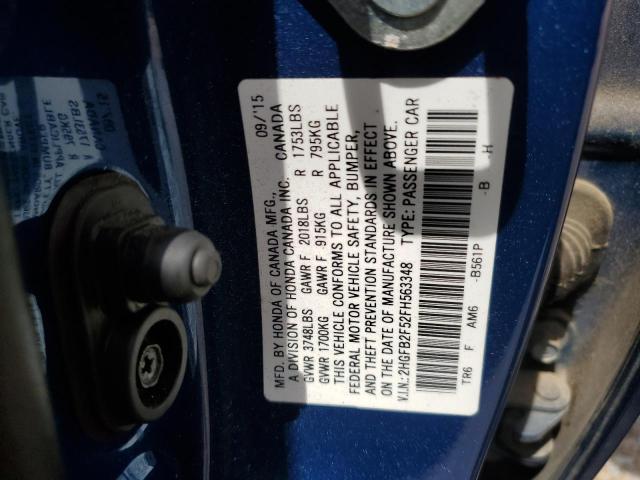 MFD. BY HONDA OF CANADA MFG., 09/'15
A DIVISION OF HONDA CANADA INC. CANADA
GVWR 3748LBS GAWR F 2018LBS R 1753LBS
GVWR 1700KG GAWR F 915KG R 795KG
THIS VEHICLE CONFORMS TO ALL APPLICABLE
FEDERAL MOTOR VEHICLE SAFETY, BUMPER,
AND THEFT PREVENTION STANDARDS IN EFFECT
ON THE DATE OF MANUFACTURE SHOWN ABOVE.
V.I.N.: 2HGFB2F52FH563348 TYPE: PASSENGER CAR
TR6 F AM6 -B561P -B H